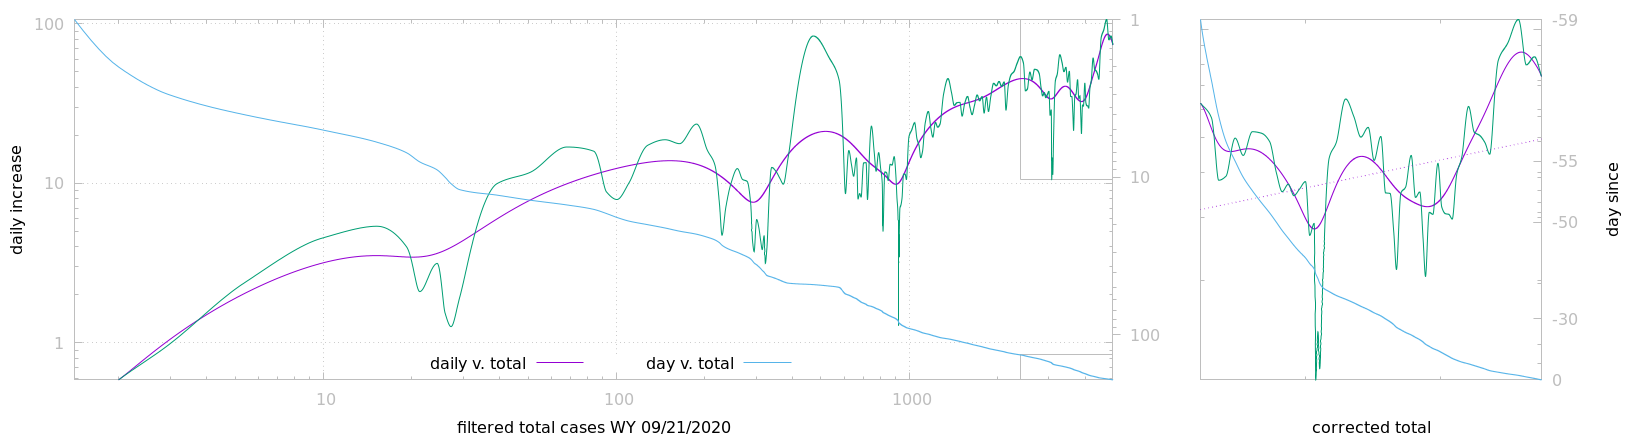 100
10
1
daily increase
10
100
1000
filtered total cases WY 09/21/2020
daily v. total
day v. total
1
10
100
-59
-55
-50
-30
0
day since
corrected total